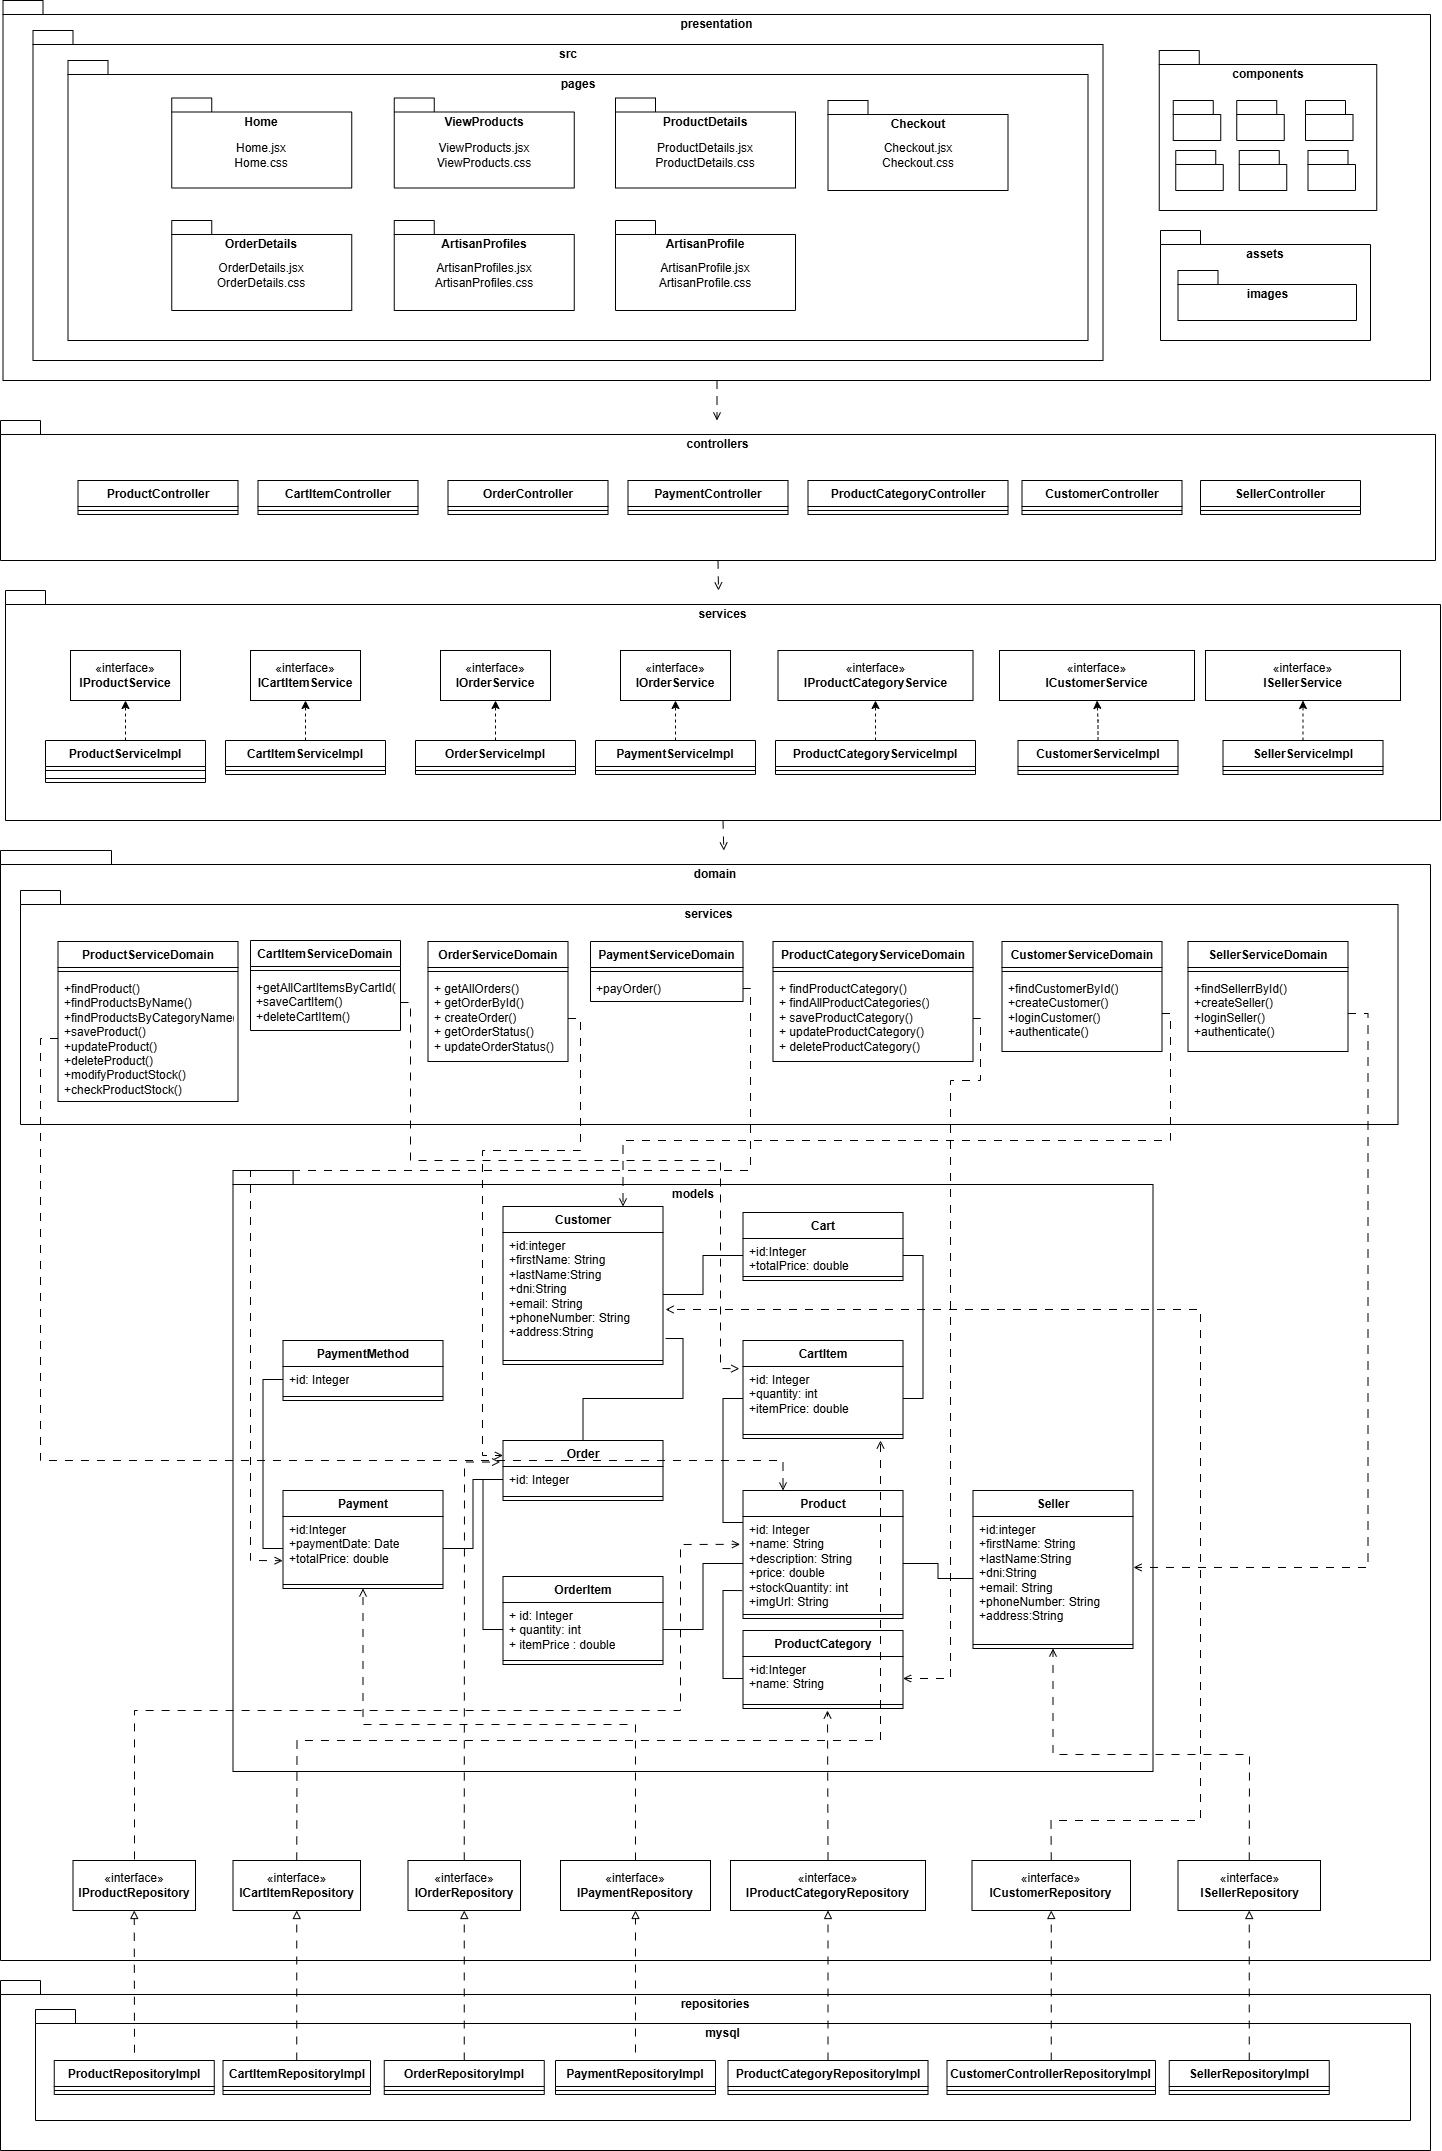 presentation
src
pages
components
Home
Home.jsx
Home.css
ViewProducts
ViewProducts.jsx
ViewProducts.css
ProductDetails
ProductDetails.jsx
ProductDetails.css
Checkout
Checkout.jsx
Checkout.css
OrderDetails
OrderDetails.jsx
OrderDetails.css
ArtisanProfiles
ArtisanProfiles.jsx
ArtisanProfiles.css
ArtisanProfile
ArtisanProfile.jsx
ArtisanProfile.css
assets
images
controllers
ProductController
CartItemController
OrderController
PaymentController
ProductCategoryController
CustomerController
SellerController
services
«interface»
IProductService
«interface»
ICartItemService
«interface»
IOrderService
«interface»
IOrderService
«interface»
IProductCategoryService
«interface»
ICustomerService
«interface»
ISellerService
ProductServiceImpl
CartItemServiceImpl
OrderServiceImpl
PaymentServiceImpl
ProductCategoryServiceImpl
CustomerServiceImpl
SellerServiceImpl
domain
services
ProductServiceDomain
+findProduct()
+findProductsByName()
+findProductsByCategoryName
+saveProduct()
+updateProduct()
+deleteProduct()
+modifyProductStock()
+checkProductStock()
CartItemServiceDomain
+getAllCartItemsByCartId(
+saveCartItem()
+deleteCartItem()
OrderServiceDomain
+ getAllOrders()
+ getOrderById()
+ createOrder()
+ getOrderStatus()
+ updateOrderStatus()
PaymentServiceDomain
+payOrder()
ProductCategoryServiceDomain
+ findProductCategory()
+ findAllProductCategories()
+ saveProductCategory()
+ updateProductCategory()
+ deleteProductCategory()
CustomerServiceDomain
+findCustomerById()
+createCustomer()
+loginCustomer()
+authenticate()
SellerServiceDomain
+findSellerrById()
+createSeller()
+loginSeller()
+authenticate()
models
Customer
+id:integer
+firstName: String
+lastName:String
+dni:String
+email: String
+phoneNumber: String
+address:String
Cart
+id:Integer
+totalPrice: double
PaymentMethod
+id: Integer
CartItem
+id: Integer
+quantity: int
+itemPrice: double
Order
+id: Integer
Payment
+id:Integer
+paymentDate: Date
+totalPrice: double
Product
+id: Integer
+name: String
+description: String
+price: double
+stockQuantity: int
+imgUrl: String
Seller
+id:integer
+firstName: String
+lastName:String
+dni:String
+email: String
+phoneNumber: String
+address:String
OrderItem
+ id: Integer
+ quantity: int
+ itemPrice : double
ProductCategory
+id:Integer
+name: String
«interface»
IProductRepository
«interface»
ICartItemRepository
«interface»
IOrderRepository
«interface»
IPaymentRepository
«interface»
IProductCategoryRepository
«interface»
ICustomerRepository
«interface»
ISellerRepository
repositories
mysql
ProductRepositoryImpl
CartItemRepositoryImpl
OrderRepositoryImpl
PaymentRepositoryImpl
ProductCategoryRepositoryImpl
CustomerControllerRepositoryImpl
SellerRepositoryImpl